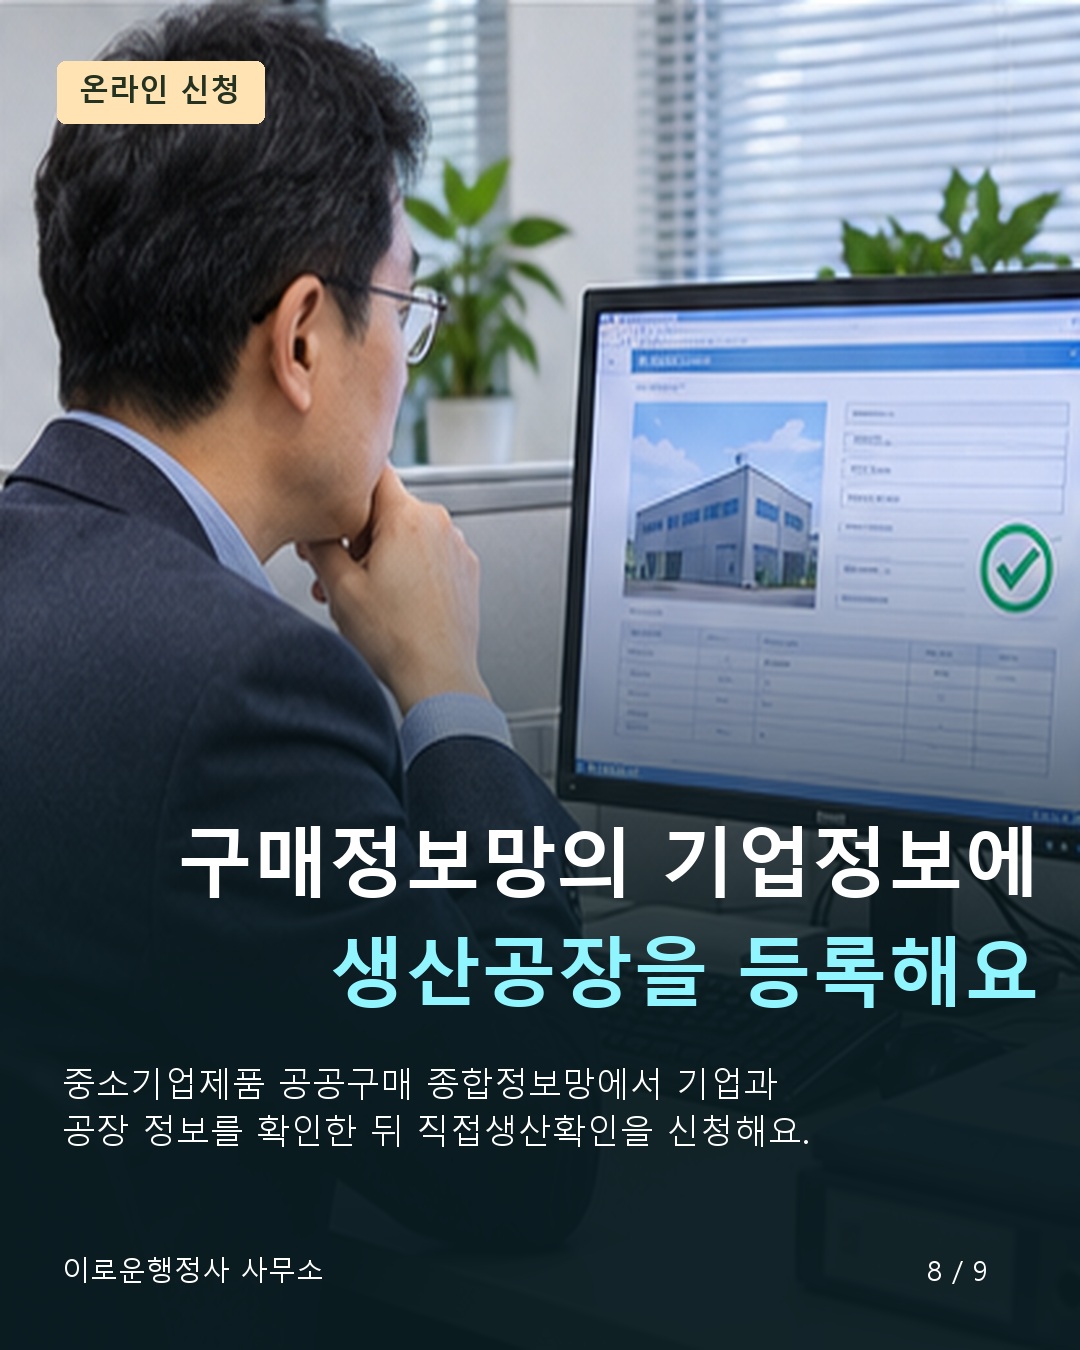 온라인 신청
구매정보망의 기업정보에
생산공장을 등록해요
중소기업제품 공공구매 종합정보망에서 기업과
공장 정보를 확인한 뒤 직접생산확인을 신청해요.
이로운행정사 사무소
8 / 9